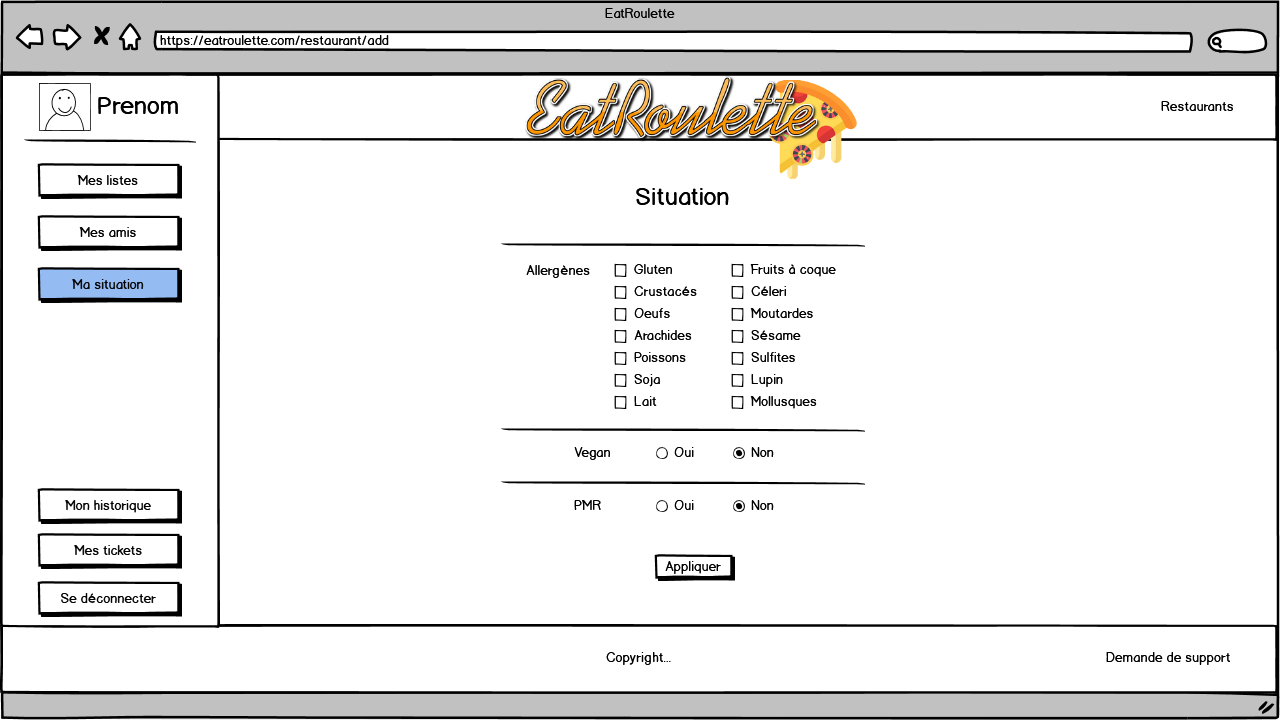 EatRoulette
https://eatroulette.com/restaurant/add
Prenom
EatRoulette
Restaurants
Mes listes
Mes amis
Ma situation
Mon historique
Mes tickets
Se déconnecter
Situation
Allergènes
Gluten
Fruits à coque
Crustacés
Céleri
Oeufs
Moutardes
Arachides
Sésame
Poissons
Sulfites
Soja
Lupin
Lait
Mollusques
Vegan Oui Non
PMR Oui Non
Appliquer
Copyright...
Demande de support